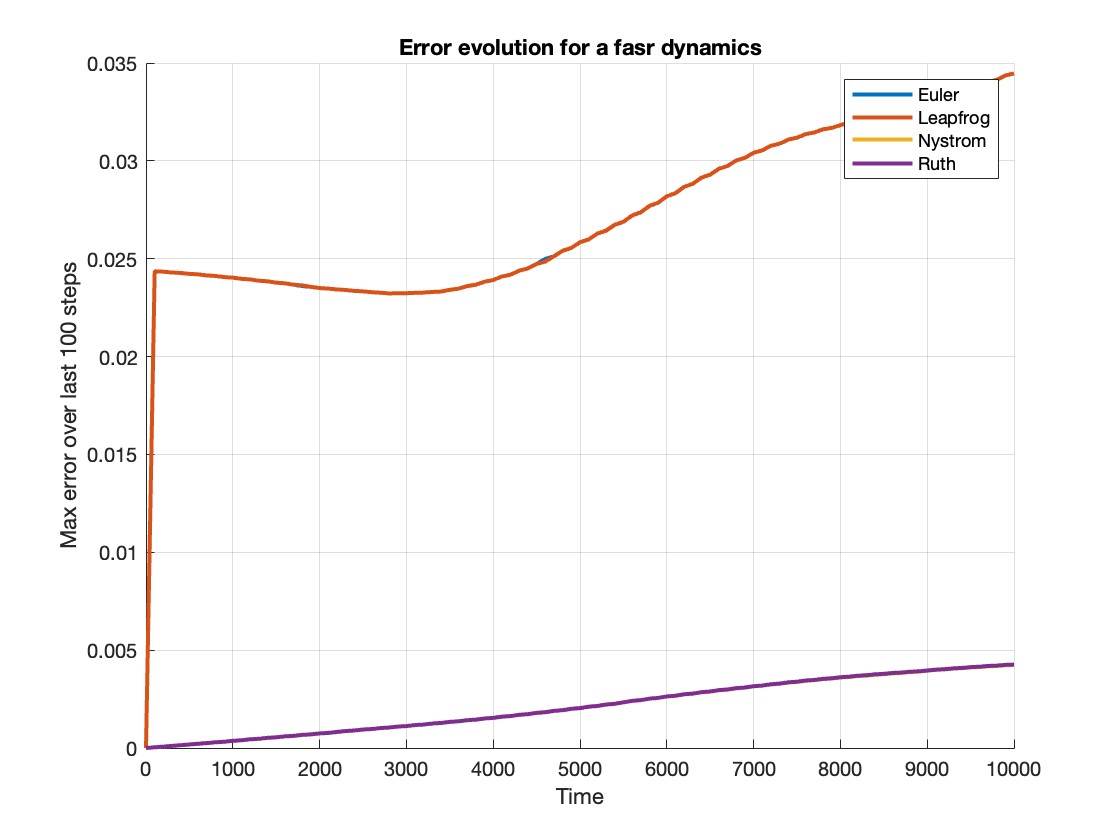 Error evolution for a fasr dynamics
0.035
0.03
0.025
0.02
0.015
0.01
0.005
0
Max error over last 100 steps
Euler
Leapfrog
Nystrom
Ruth
0 1000 2000 3000 4000 5000 6000 7000 8000 9000 10000
Time